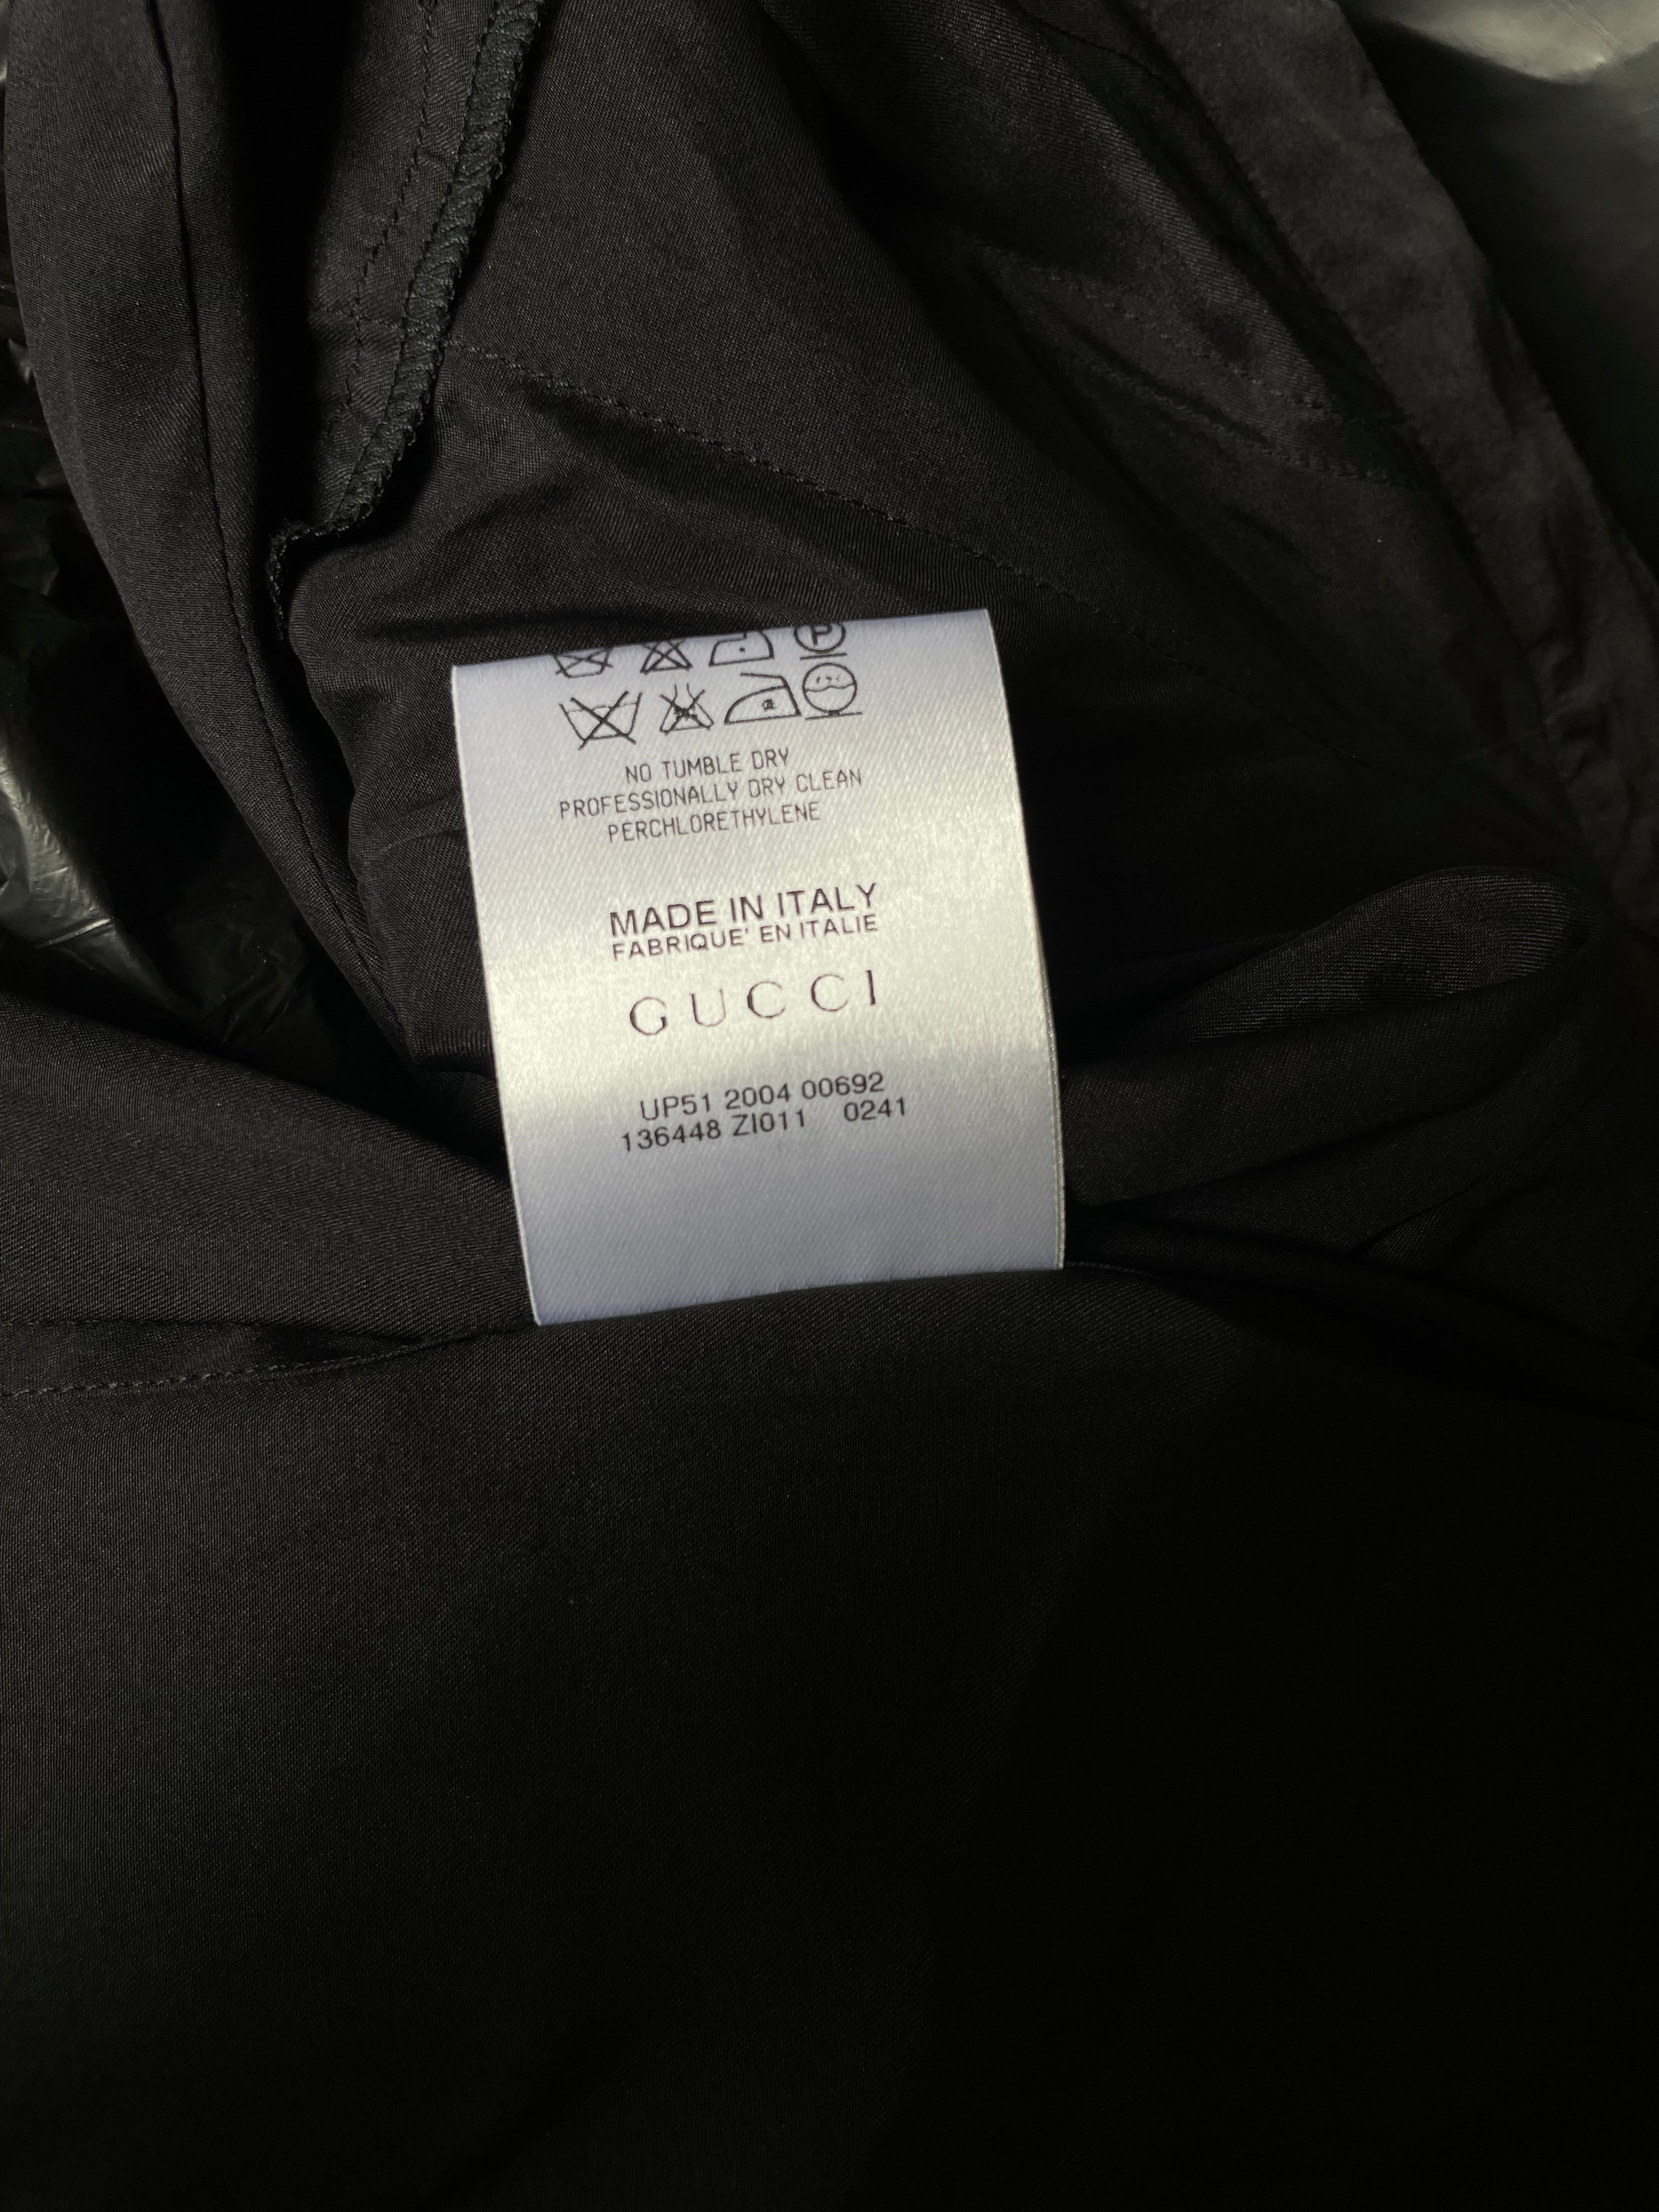 P
NO TUMBLE DRY
PROFESSIONALLY DRY CLEAN
PERCHLORETHYLENE
MADE IN ITALY
FABRIQUE' EN ITALIE
GUCCI
UP51 2004 00692
136448 ZI011 0241